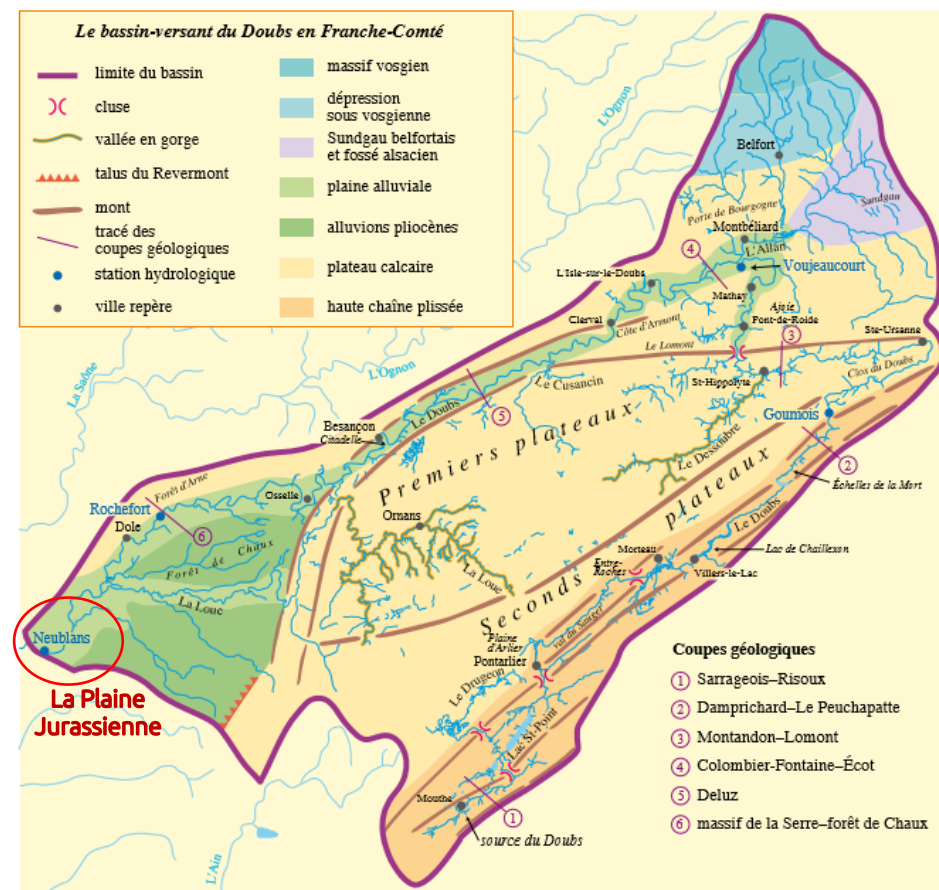 Le bassin-versant du Doubs en Franche-Comté
limite du bassin
cluse
vallée en gorge
talus du Revermont
mont
tracé des
coupes géologiques
station hydrologique
ville repère
massif vosgien
dépression
sous vosgienne
Sundgau belfortais
et fossé alsacien
plaine alluviale
alluvions pliocènes
plateau calcaire
haute chaîne plissée
L'Ognon
Belfort
Sundgau
Porte de Bourgogne
Montbéliard
L'Allan
4
Voujeaucourt
L'Isle-sur-le-Doubs
Mathay
Ajoie
Clerval
Côte d'Armont
Pont-de-Roide
3
Ste-Ursanne
Le Lomont
La Saône
L'Ognon
Le Cusancin
St-Hippolyte
Clos du Doubs
5
Le Doubs
Goumois
Besançon
Citadelle
Premiers plateaux
Le Dessoubre
2
Échelles de la Mort
Forêt d'Arne
Osselle
Rochefort
Dole
6
Ornans
Seconds plateaux
Le Doubs
Forêt de Chaux
Morteau
Entre-
Roches
Lac de Chaillexon
Villers-le-Lac
La Loue
La Loue
Neublans
val du Sauget
Plaine
d'Arlier
Pontarlier
Le Drugeon
La Plaine
Jurassienne
Lac St-Point
Mouthe
1
source du Doubs
L'Ain
Coupes géologiques
1 Sarrageois–Risoux
2 Damprichard–Le Peuchapatte
3 Montandon–Lomont
4 Colombier-Fontaine–Écot
5 Deluz
6 massif de la Serre–forêt de Chaux